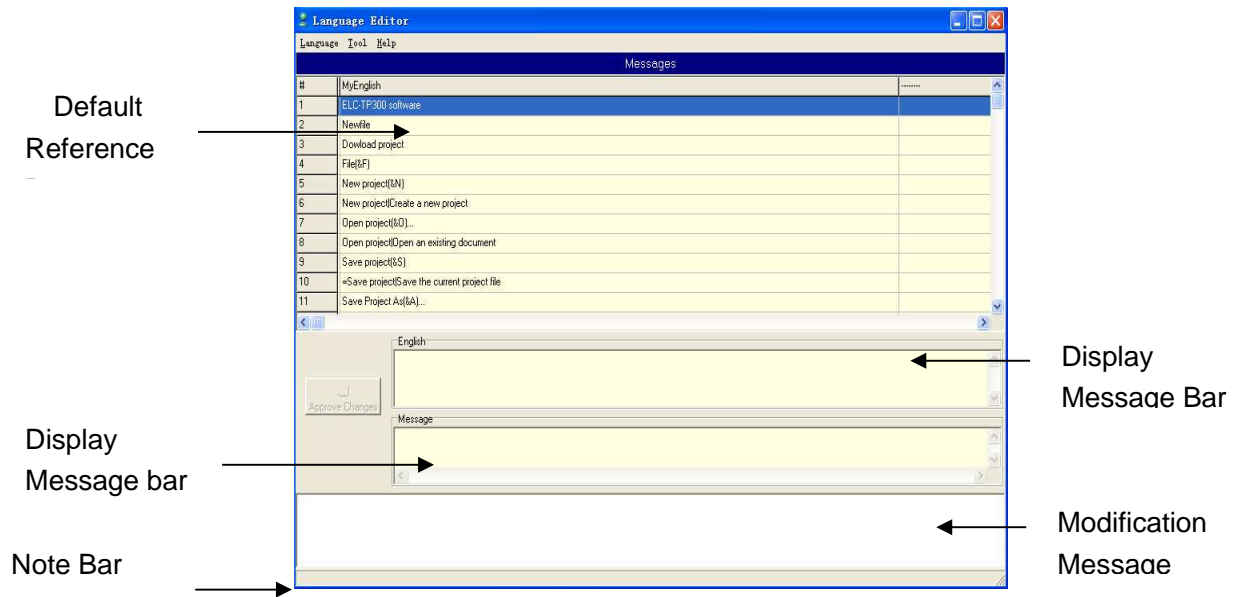 Language Editor
Language Tool Help
Messages
# MyEnglish --------
1 ELC-TP300 software
2 Newfile
3 Dowload project
4 File(&F)
5 New project(&N)
6 New project|Create a new project
7 Open project(&O)...
8 Open project|Open an existing document
9 Save project(&S)
10 =Save project|Save the current project file
11 Save Project As(&A)...
English
Approve Changes
Message
Default
Reference
Display
Message Bar
Display
Message bar
Modification
Message
Note Bar